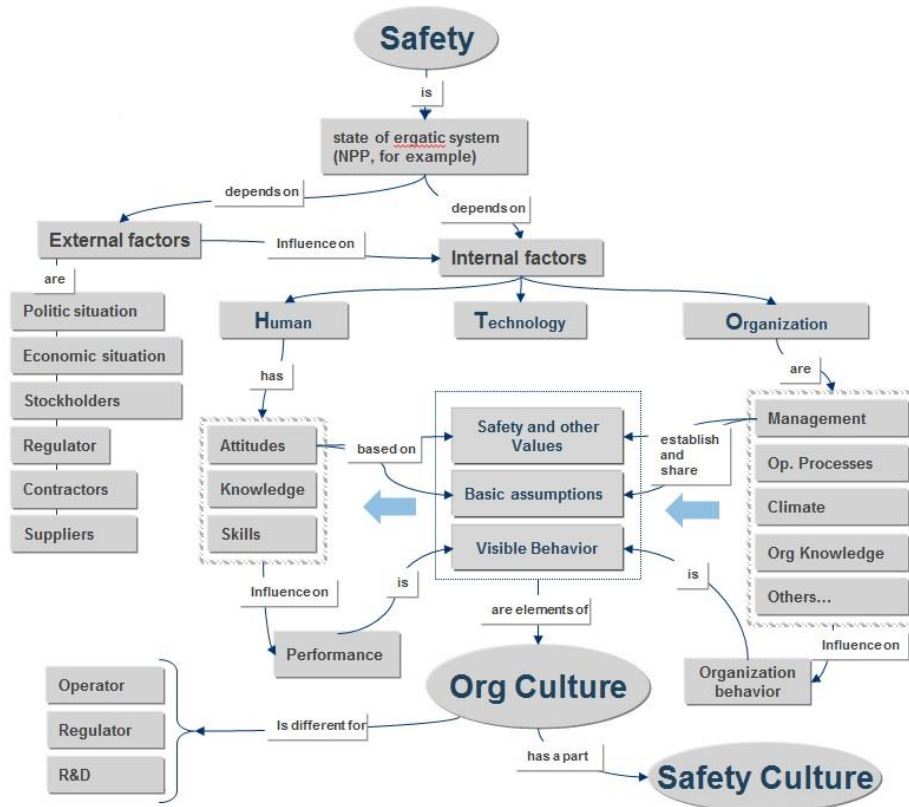 Safety
is
state of ergatic system
(NPP, for example)
depends on
depends on
External factors
Influence on
Internal factors
are
Politic situation
Economic situation
Stockholders
Regulator
Contractors
Suppliers
Human
Technology
Organization
has
are
Attitudes
Knowledge
Skills
based on
Safety and other
Values
Basic assumptions
Visible Behavior
establish
and
share
Management
Op. Processes
Climate
Org Knowledge
Others...
Influence on
is
is
Influence on
Performance
are elements of
Organization
behavior
Org Culture
Operator
Regulator
R&D
Is different for
has a part
Safety Culture